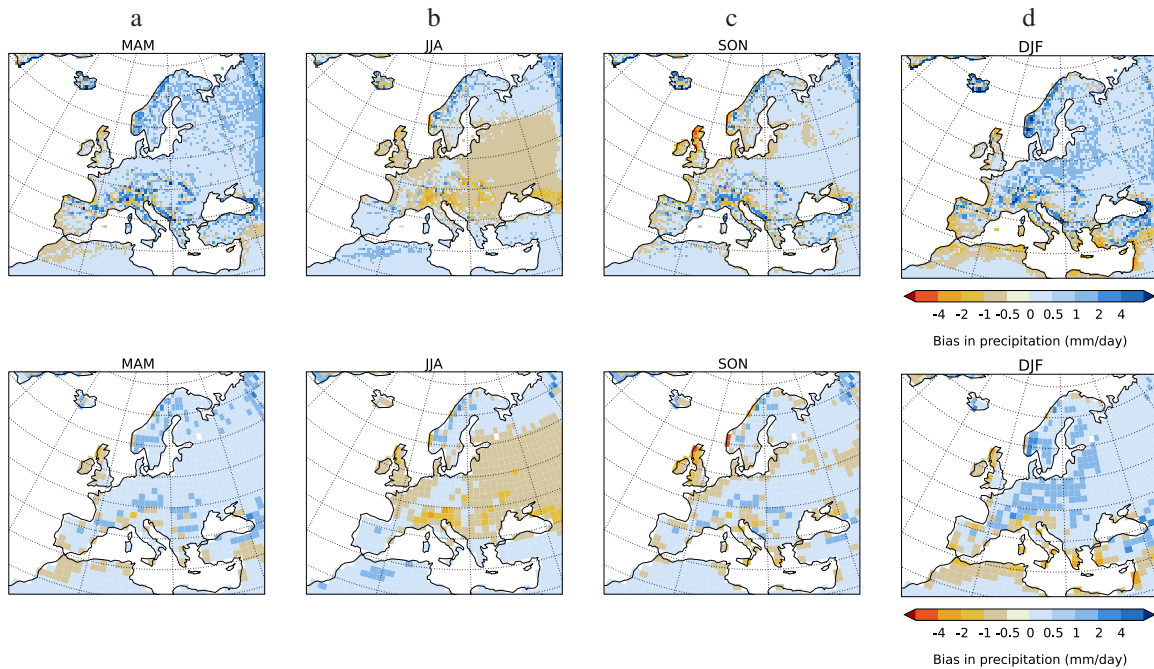 a b c d
MAM JJA SON DJF
-4 -2 -1 -0.5 0 0.5 1 2 4
Bias in precipitation (mm/day)
MAM JJA SON DJF
-4 -2 -1 -0.5 0 0.5 1 2 4
Bias in precipitation (mm/day)